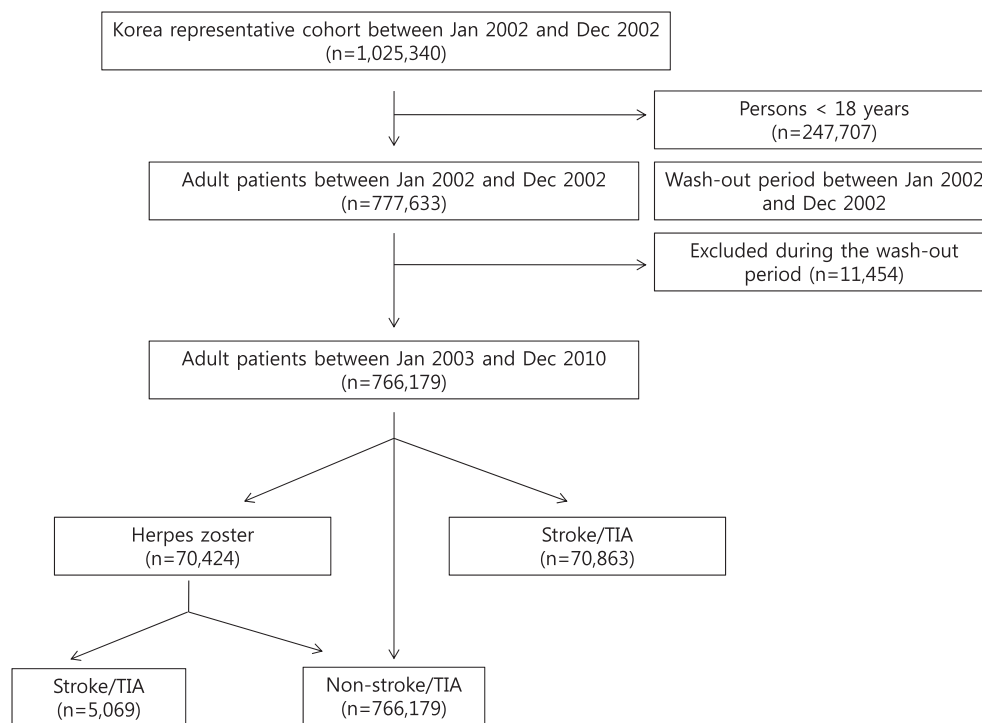 Korea representative cohort between Jan 2002 and Dec 2002
(n=1,025,340)
Persons < 18 years
(n=247,707)
Adult patients between Jan 2002 and Dec 2002
(n=777,633)
Wash-out period between Jan 2002
and Dec 2002
Excluded during the wash-out
period (n=11,454)
Adult patients between Jan 2003 and Dec 2010
(n=766,179)
Herpes zoster
(n=70,424)
Stroke/TIA
(n=70,863)
Stroke/TIA
(n=5,069)
Non-stroke/TIA
(n=766,179)